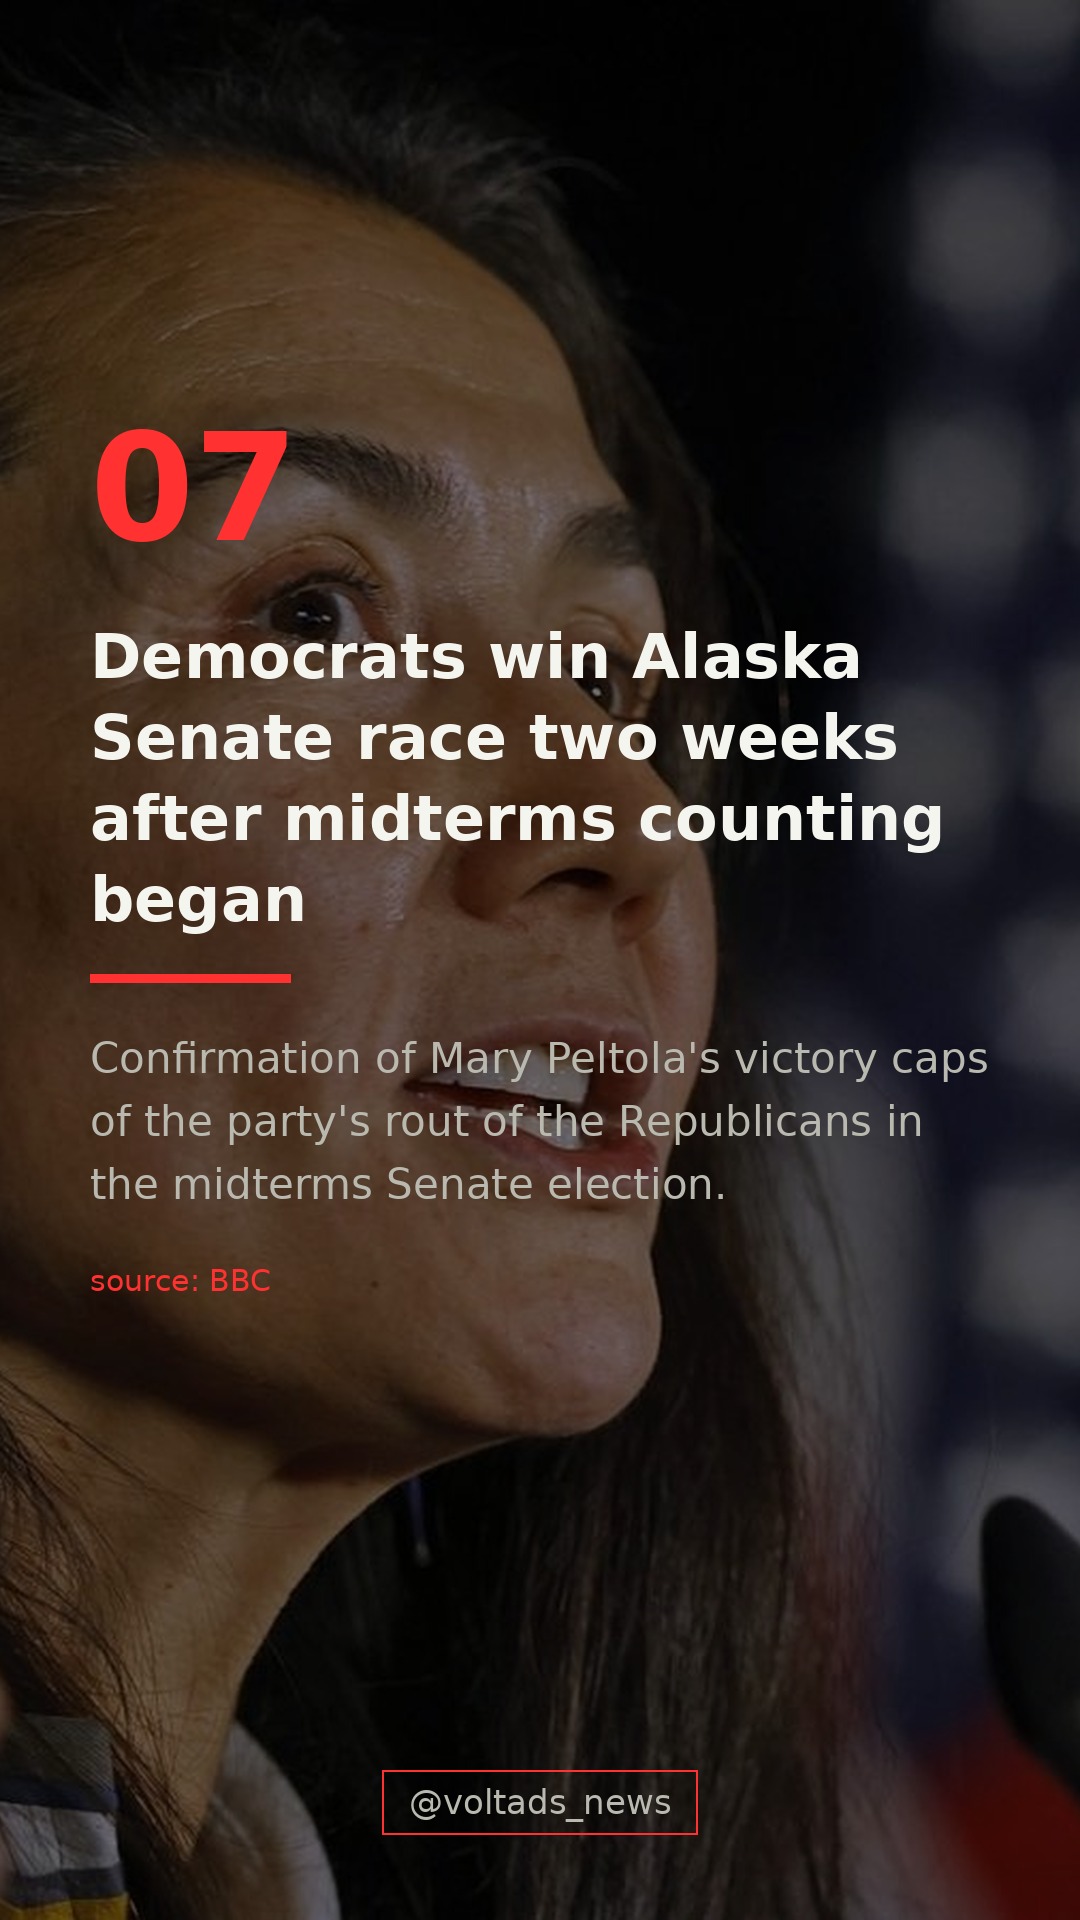 07
Democrats win Alaska
Senate race two weeks
after midterms counting
began
Confirmation of Mary Peltola's victory caps
of the party's rout of the Republicans in
the midterms Senate election.
source: BBC
@voltads_news